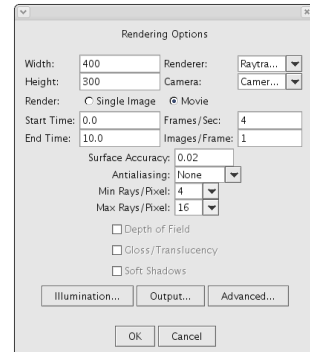 Rendering Options
Width: 400 Renderer: Raytra...
Height: 300 Camera: Camer...
Render: Single Image Movie
Start Time: 0.0 Frames/Sec: 4
End Time: 10.0 Images/Frame: 1
Surface Accuracy: 0.02
Antialiasing: None
Min Rays/Pixel: 4
Max Rays/Pixel: 16
Depth of Field
Gloss/Translucency
Soft Shadows
Illumination... Output... Advanced...
OK Cancel